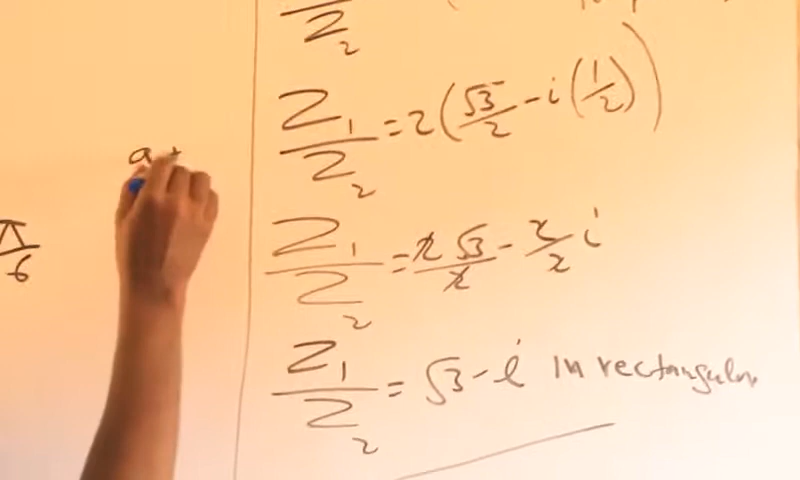 π/6
a +
Z₂
Z₁/Z₂ = 2(√3/2 - i(1/2))
Z₁/Z₂ = 2√3/2 - 2/2 i
Z₁/Z₂ = √3 - i in rectangular